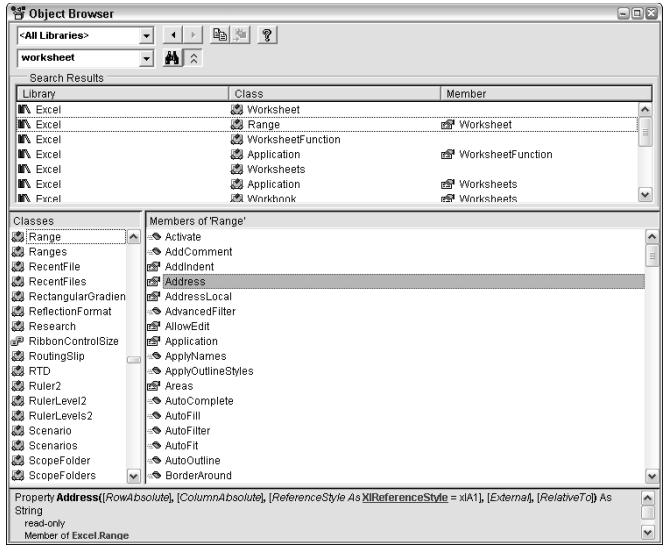 Object Browser
<All Libraries>
worksheet
Search Results
Library Class Member
Excel Worksheet
Excel Range Worksheet
Excel WorksheetFunction
Excel Application WorksheetFunction
Excel Worksheets
Excel Application Worksheets
Excel Workbook Worksheets
Classes
Range
Ranges
RecentFile
RecentFiles
RectangularGradien
ReflectionFormat
Research
RibbonControlSize
RoutingSlip
RTD
Ruler2
RulerLevel2
RulerLevels2
Scenario
Scenarios
ScopeFolder
ScopeFolders
Members of 'Range'
Activate
AddComment
AddIndent
Address
AddressLocal
AdvancedFilter
AllowEdit
Application
ApplyNames
ApplyOutlineStyles
Areas
AutoComplete
AutoFill
AutoFilter
AutoFit
AutoOutline
BorderAround
Property Address([RowAbsolute], [ColumnAbsolute], [ReferenceStyle As XlReferenceStyle = xlA1], [External], [RelativeTo]) As
String
read-only
Member of Excel.Range